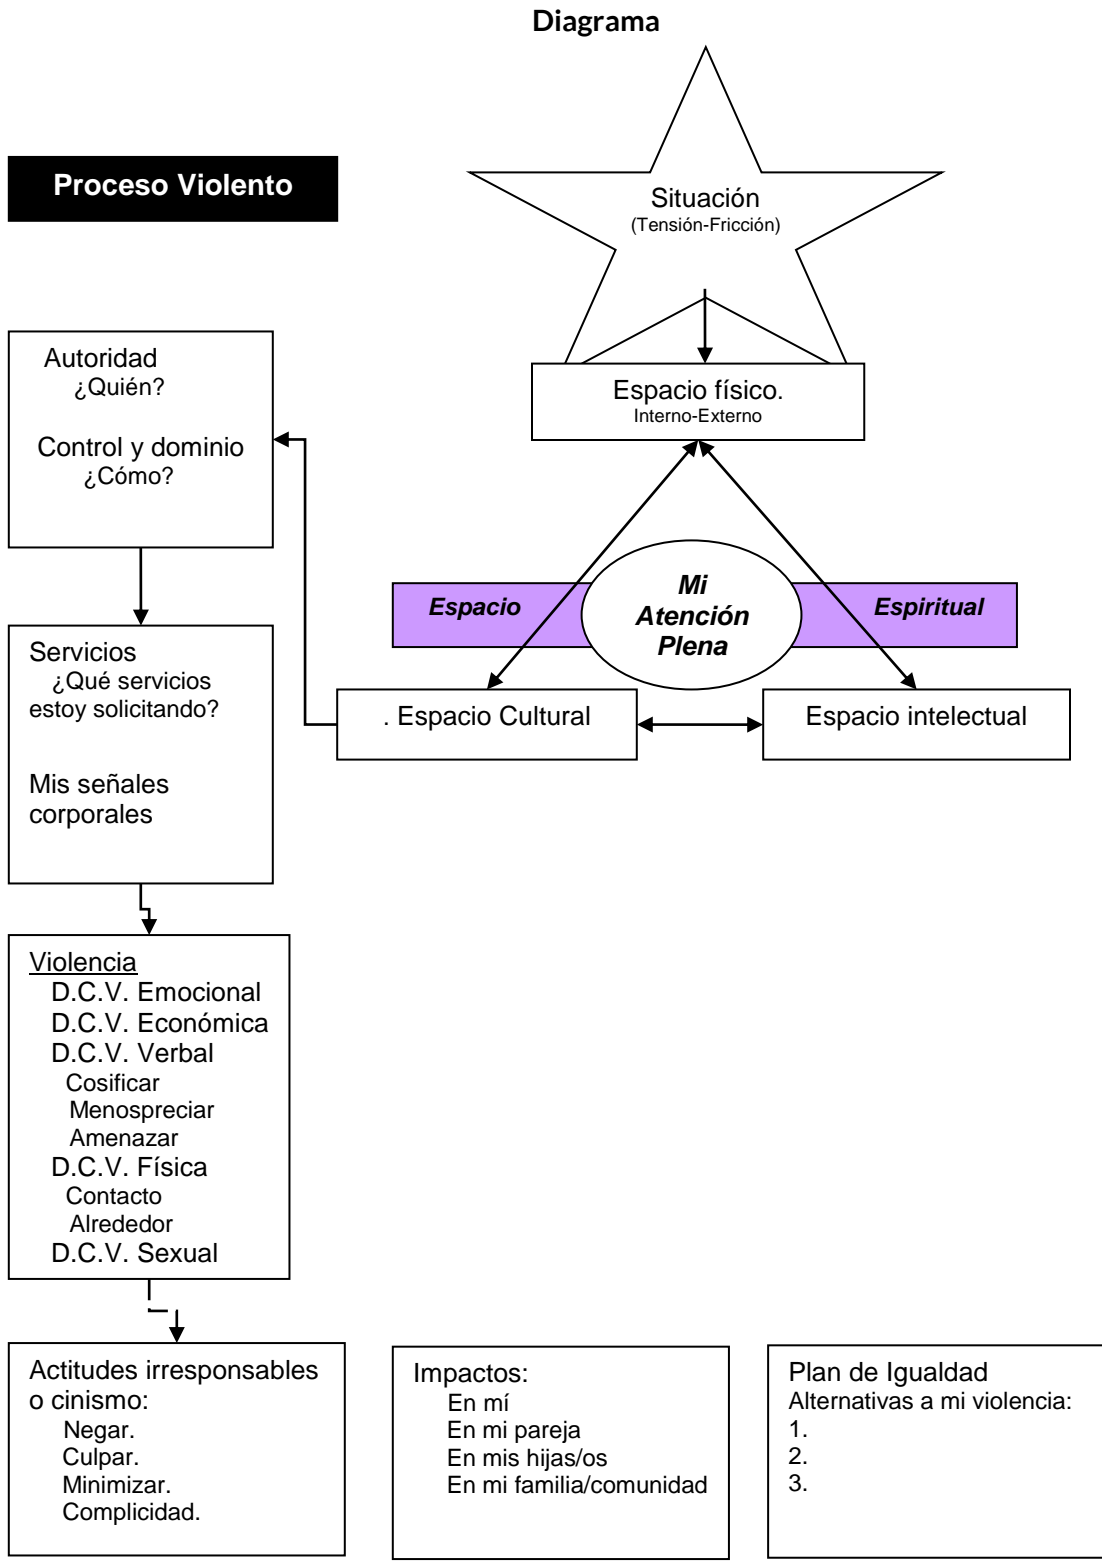 Diagrama
Proceso Violento
Situación
(Tensión-Fricción)
Espacio físico.
Interno-Externo
Espacio
Mi
Atención
Plena
Espiritual
. Espacio Cultural
Espacio intelectual
Autoridad
¿Quién?
Control y dominio
¿Cómo?
Servicios
¿Qué servicios
estoy solicitando?
Mis señales
corporales
Violencia
D.C.V. Emocional
D.C.V. Económica
D.C.V. Verbal
Cosificar
Menospreciar
Amenazar
D.C.V. Física
Contacto
Alrededor
D.C.V. Sexual
Actitudes irresponsables
o cinismo:
Negar.
Culpar.
Minimizar.
Complicidad.
Impactos:
En mí
En mi pareja
En mis hijas/os
En mi familia/comunidad
Plan de Igualdad
Alternativas a mi violencia:
1.
2.
3.